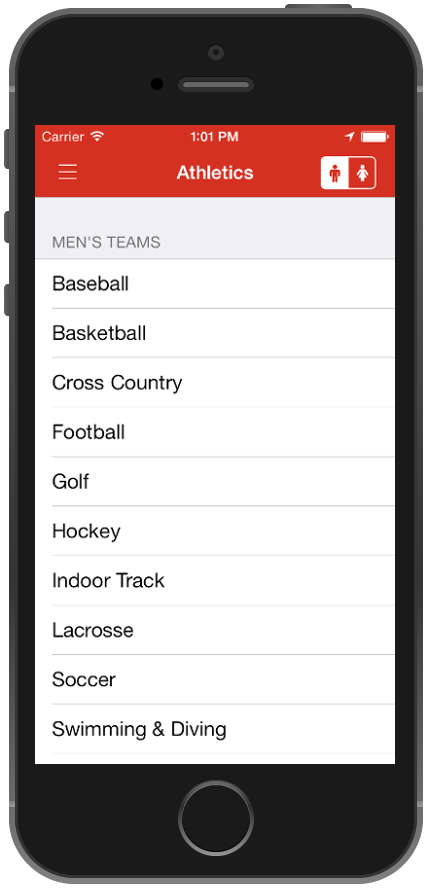 Carrier 1:01 PM
Athletics
MEN'S TEAMS
Baseball
Basketball
Cross Country
Football
Golf
Hockey
Indoor Track
Lacrosse
Soccer
Swimming & Diving